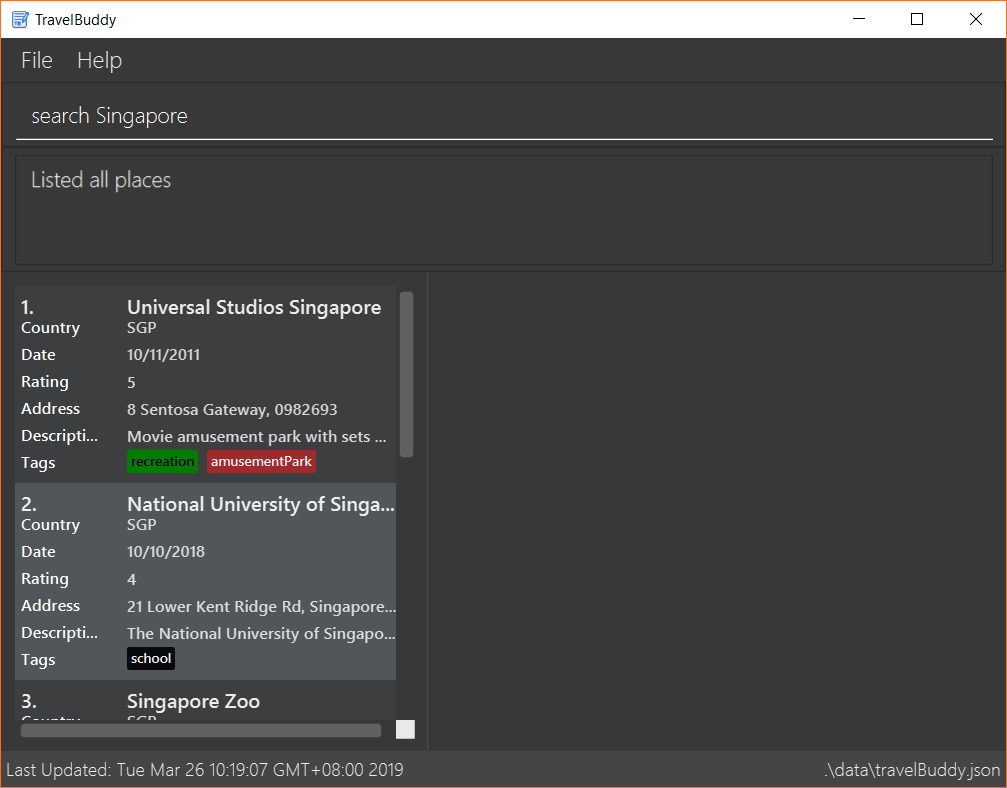 TravelBuddy
File Help
search Singapore
Listed all places
1. Universal Studios Singapore
Country SGP
Date 10/11/2011
Rating 5
Address 8 Sentosa Gateway, 0982693
Descripti... Movie amusement park with sets ...
Tags recreation amusementPark
2. National University of Singa...
Country SGP
Date 10/10/2018
Rating 4
Address 21 Lower Kent Ridge Rd, Singapore...
Descripti... The National University of Singapo...
Tags school
3. Singapore Zoo
Country SGP
Last Updated: Tue Mar 26 10:19:07 GMT+08:00 2019 .\data\travelBuddy.json